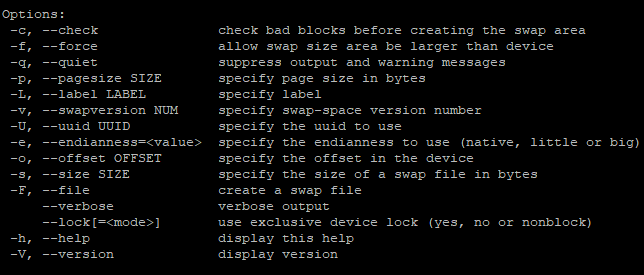 Options:
 -c, --check               check bad blocks before creating the swap area
 -f, --force               allow swap size area be larger than device
 -q, --quiet               suppress output and warning messages
 -p, --pagesize SIZE       specify page size in bytes
 -L, --label LABEL         specify label
 -v, --swapversion NUM     specify swap-space version number
 -U, --uuid UUID           specify the uuid to use
 -e, --endianness=<value>  specify the endianness to use (native, little or big)
 -o, --offset OFFSET       specify the offset in the device
 -s, --size SIZE           specify the size of a swap file in bytes
 -F, --file                create a swap file
     --verbose             verbose output
     --lock[=<mode>]       use exclusive device lock (yes, no or nonblock)
 -h, --help                display this help
 -V, --version             display version